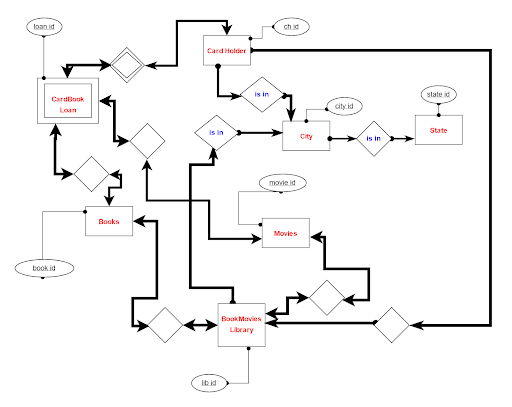 loan id
ch id
Card Holder
CardBook
Loan
is in
state id
city id
is in
City
is in
State
movie id
Books
Movies
book id
BookMovies
Library
lib id